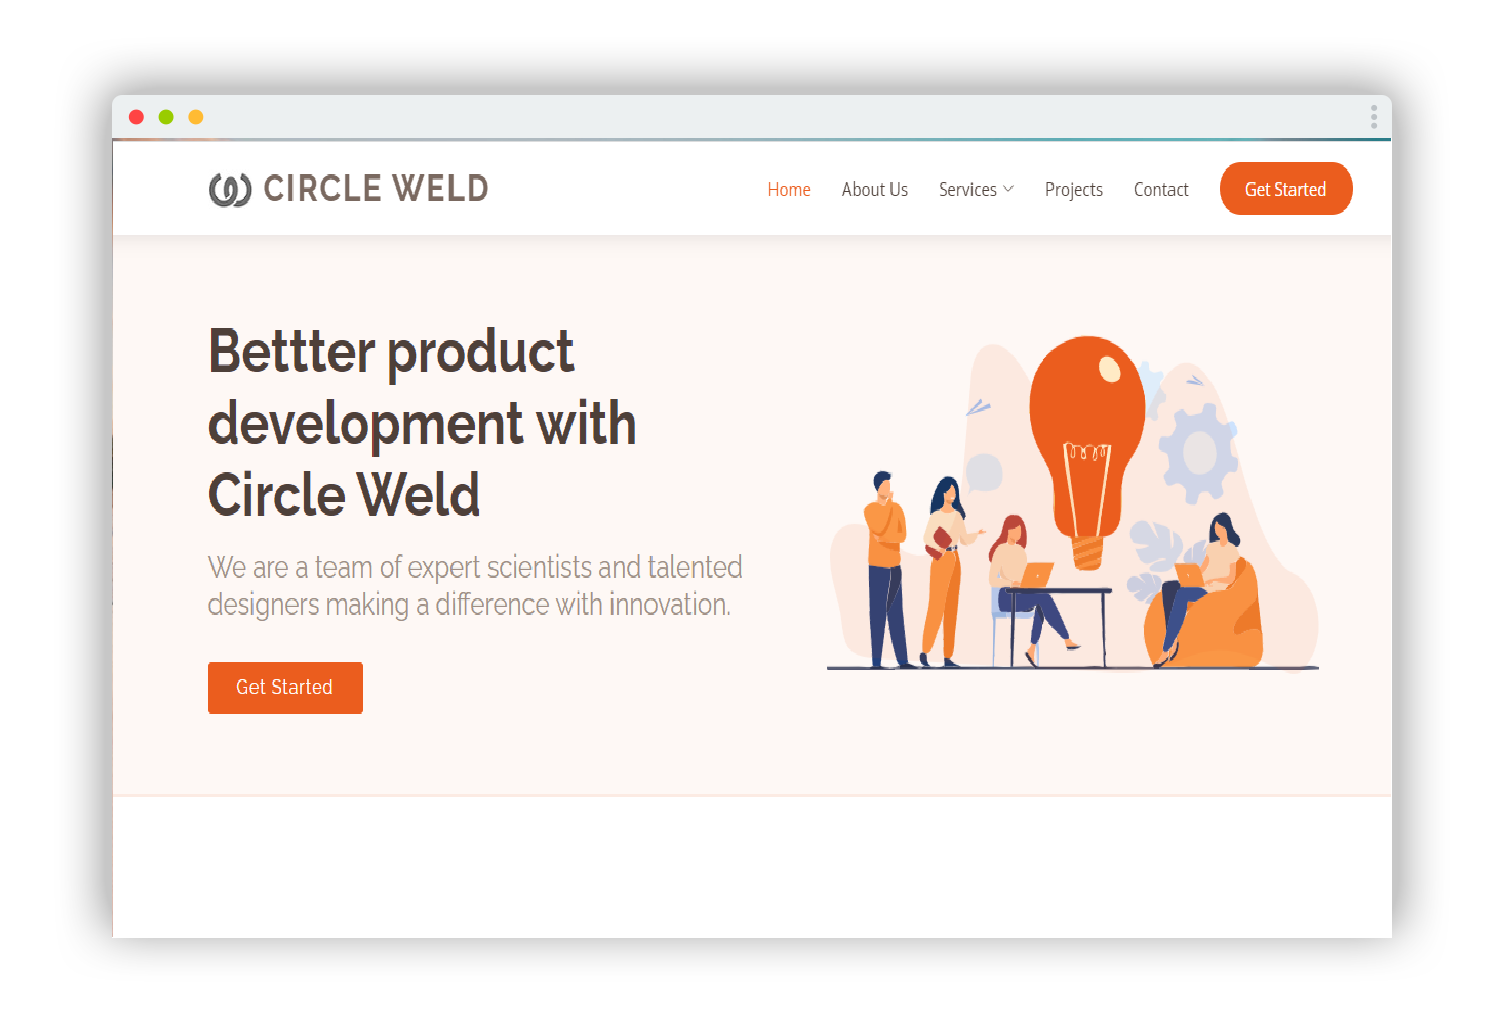 CIRCLE WELD
Home About Us Services Projects Contact Get Started
Bettter product
development with
Circle Weld
We are a team of expert scientists and talented
designers making a difference with innovation.
Get Started